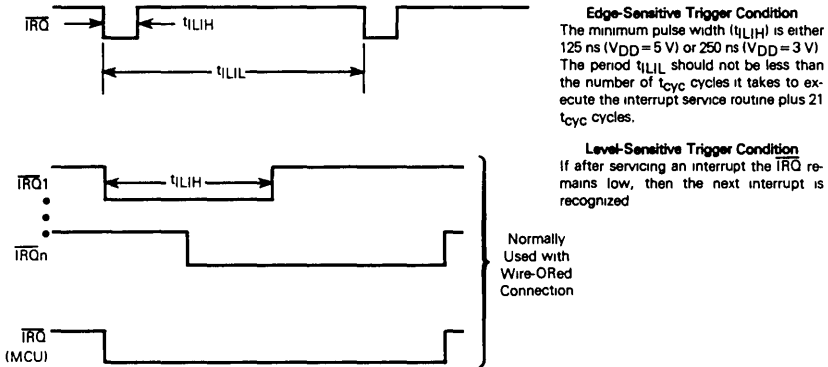 IRQ
tILIH
tILIL
Edge-Sensitive Trigger Condition
The minimum pulse width (tILIH) is either
125 ns (VDD = 5 V) or 250 ns (VDD = 3 V)
The period tILIL should not be less than
the number of tcyc cycles it takes to ex-
ecute the interrupt service routine plus 21
tcyc cycles.
Level-Sensitive Trigger Condition
If after servicing an interrupt the IRQ re-
mains low, then the next interrupt is
recognized
IRQ1
tILIH
IRQn
Normally
Used with
Wire-ORed
Connection
IRQ
(MCU)